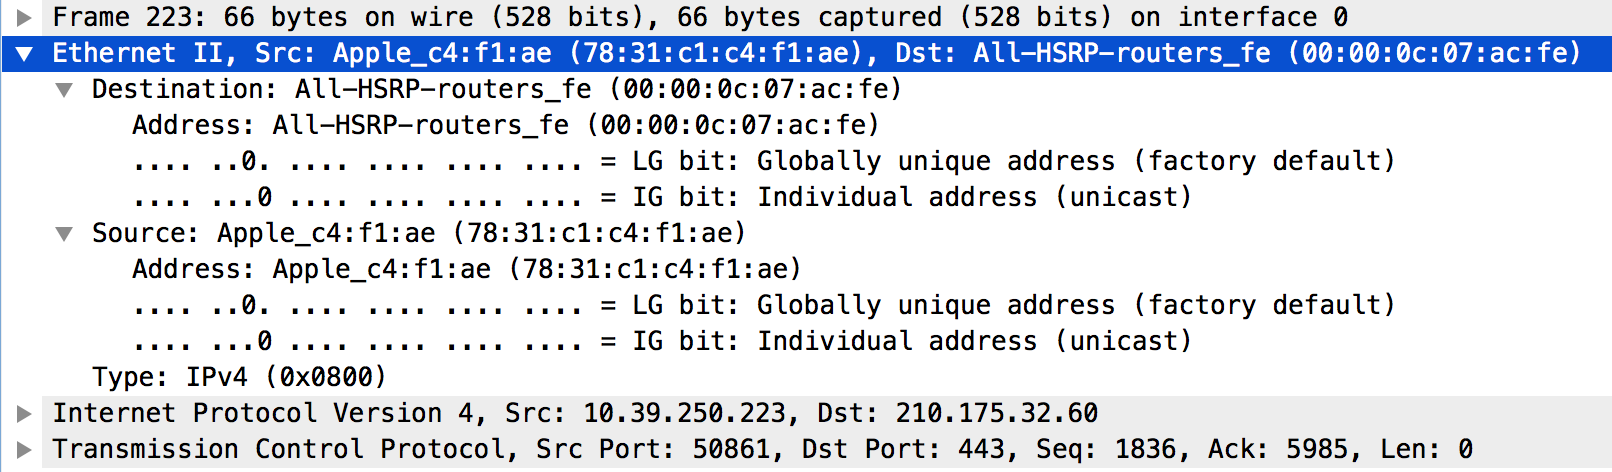 Frame 223: 66 bytes on wire (528 bits), 66 bytes captured (528 bits) on interface 0
Ethernet II, Src: Apple_c4:f1:ae (78:31:c1:c4:f1:ae), Dst: All-HSRP-routers_fe (00:00:0c:07:ac:fe)
Destination: All-HSRP-routers_fe (00:00:0c:07:ac:fe)
Address: All-HSRP-routers_fe (00:00:0c:07:ac:fe)
.... ..0. .... .... .... .... = LG bit: Globally unique address (factory default)
.... ...0 .... .... .... .... = IG bit: Individual address (unicast)
Source: Apple_c4:f1:ae (78:31:c1:c4:f1:ae)
Address: Apple_c4:f1:ae (78:31:c1:c4:f1:ae)
.... ..0. .... .... .... .... = LG bit: Globally unique address (factory default)
.... ...0 .... .... .... .... = IG bit: Individual address (unicast)
Type: IPv4 (0x0800)
Internet Protocol Version 4, Src: 10.39.250.223, Dst: 210.175.32.60
Transmission Control Protocol, Src Port: 50861, Dst Port: 443, Seq: 1836, Ack: 5985, Len: 0